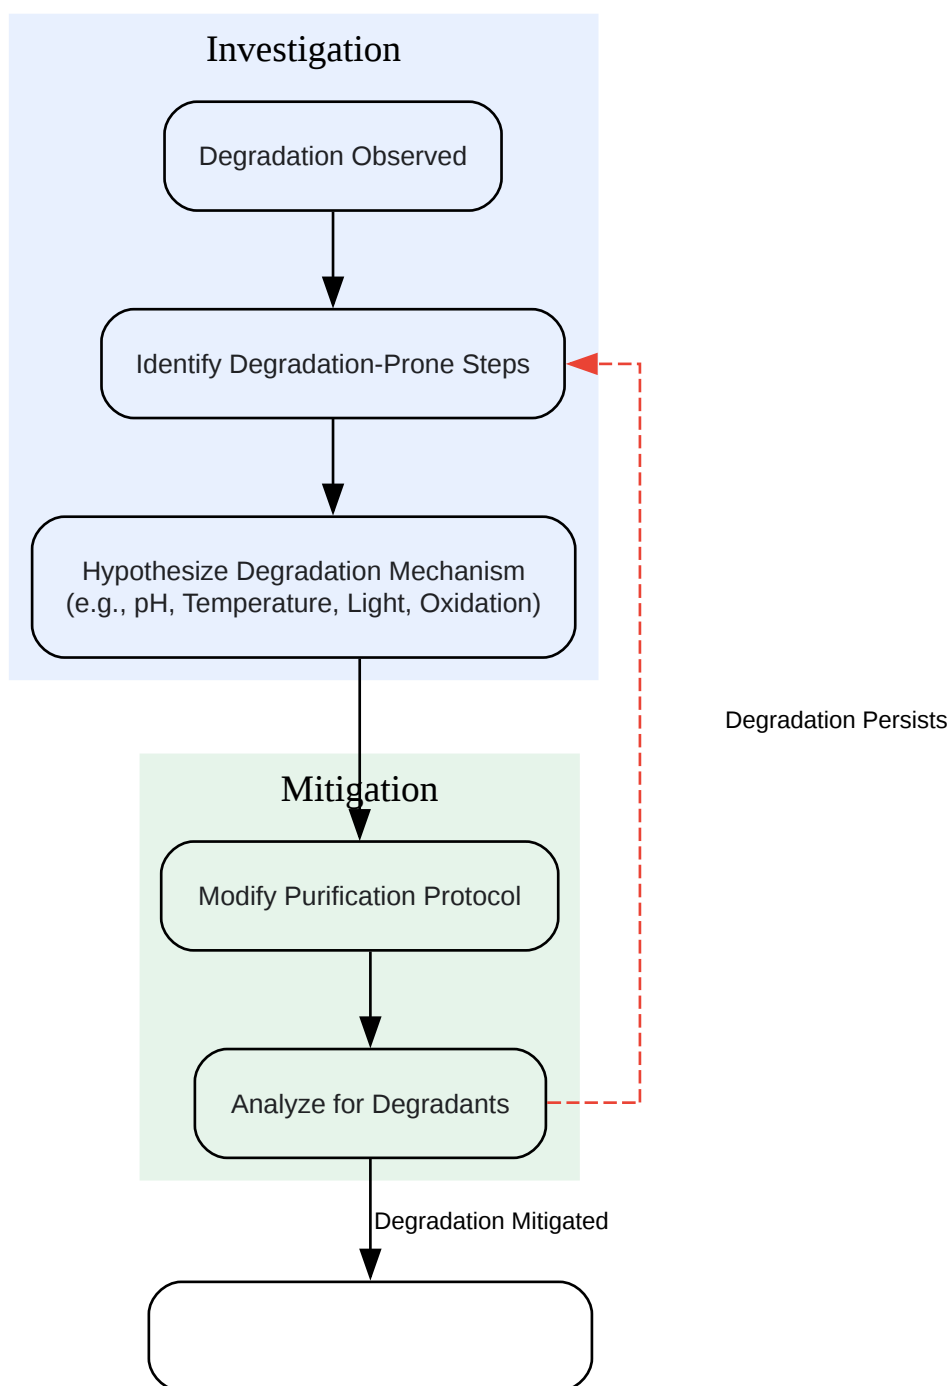 Investigation
Degradation Observed
Identify Degradation-Prone Steps
Hypothesize Degradation Mechanism
(e.g., pH, Temperature, Light, Oxidation)
Degradation Persists
Mitigation
Modify Purification Protocol
Analyze for Degradants
Degradation Mitigated